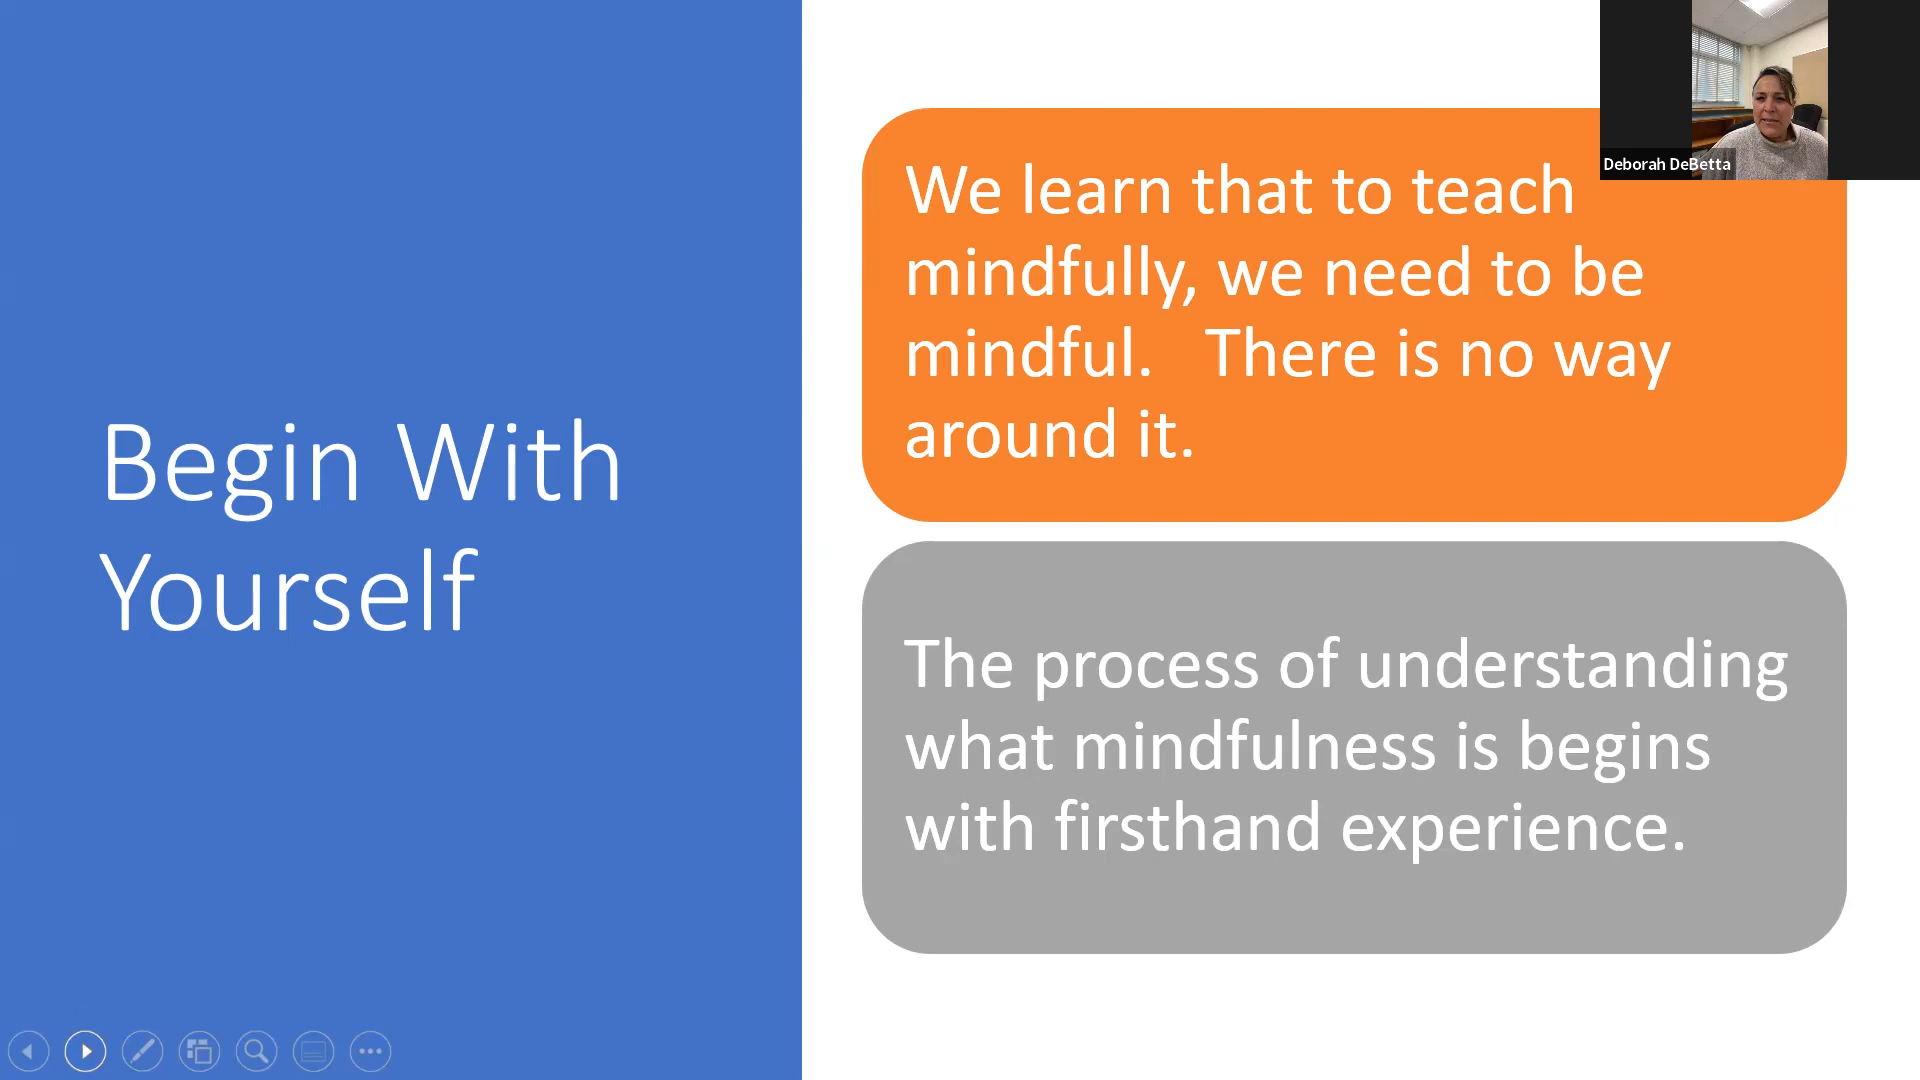 Begin With
Yourself
We learn that to teach
mindfully, we need to be
mindful.   There is no way
around it.
The process of understanding
what mindfulness is begins
with firsthand experience.
Deborah DeBetta